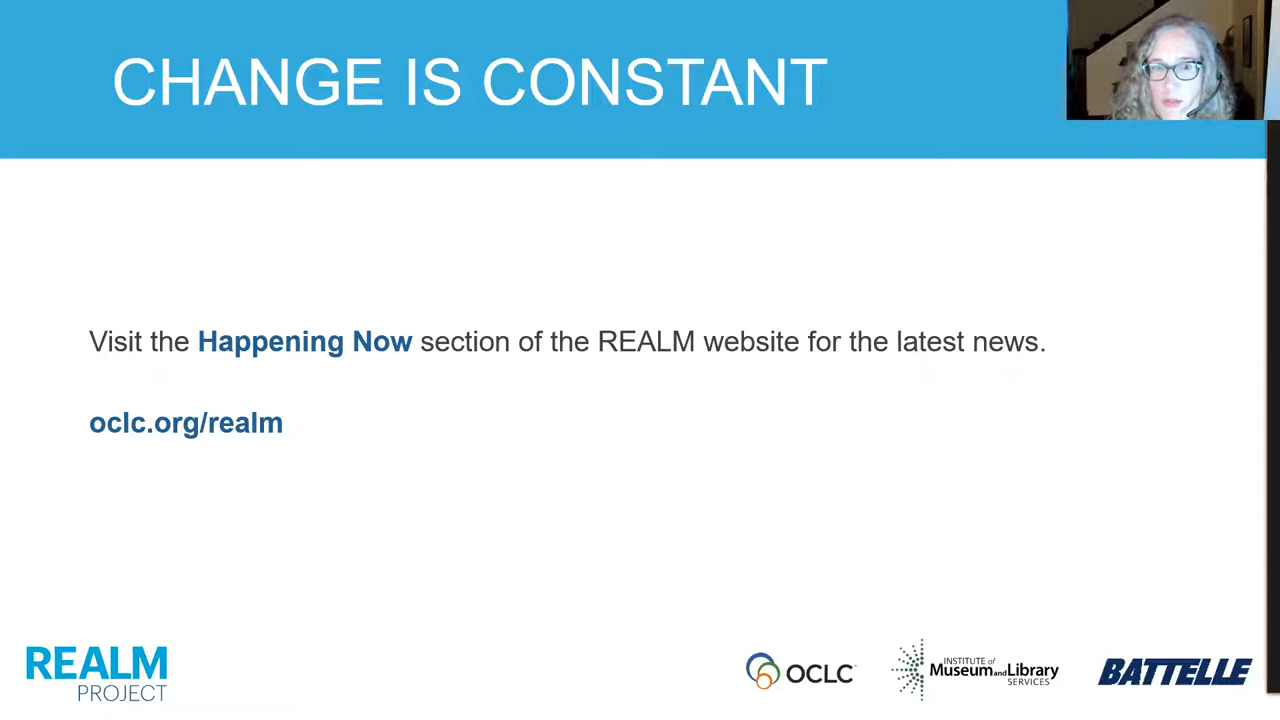 CHANGE IS CONSTANT
Visit the Happening Now section of the REALM website for the latest news.
oclc.org/realm
REALM
PROJECT
OCLC
INSTITUTE of
Museum and Library
SERVICES
BATTELLE